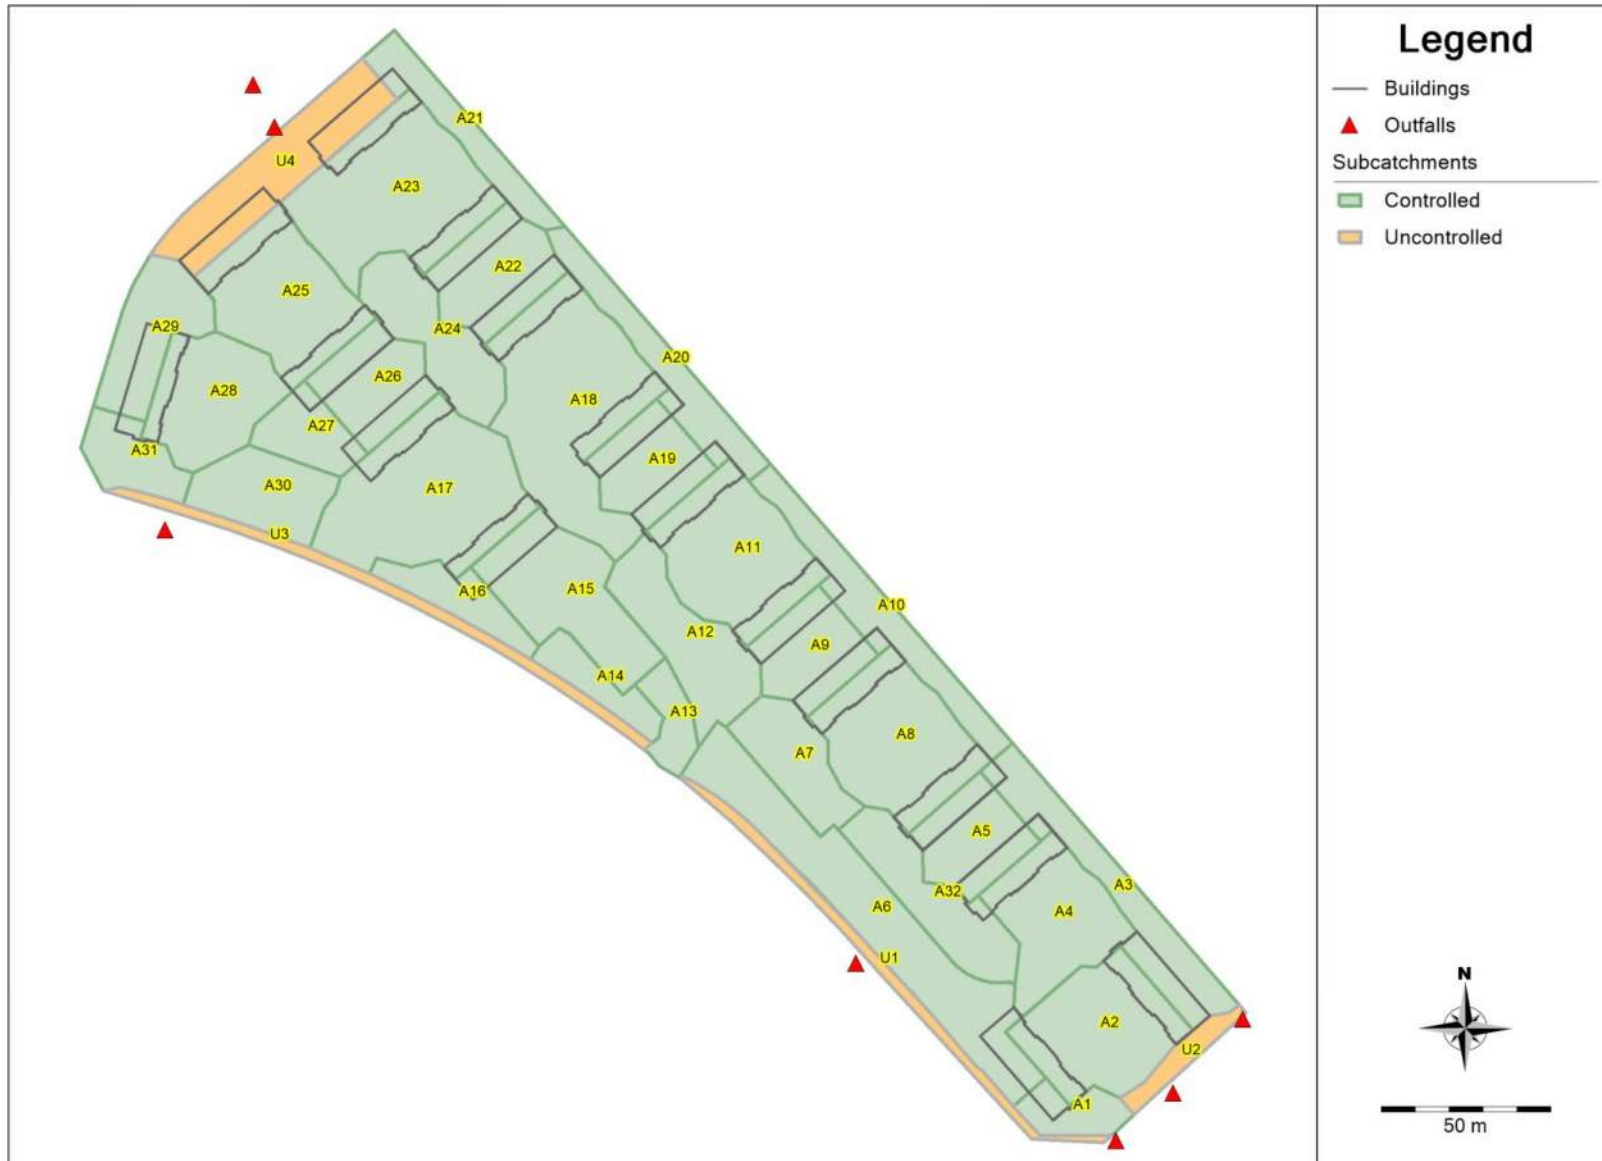 Legend
Buildings
Outfalls
Subcatchments
Controlled
Uncontrolled
A21
U4
A23
A22
A25
A29
A24
A20
A26
A28
A18
A27
A31
A19
A30
A17
U3
A11
A16
A15
A10
A12
A9
A14
A13
A8
A7
A5
A3
A32
A6
A4
U1
A2
U2
A1
N
50 m